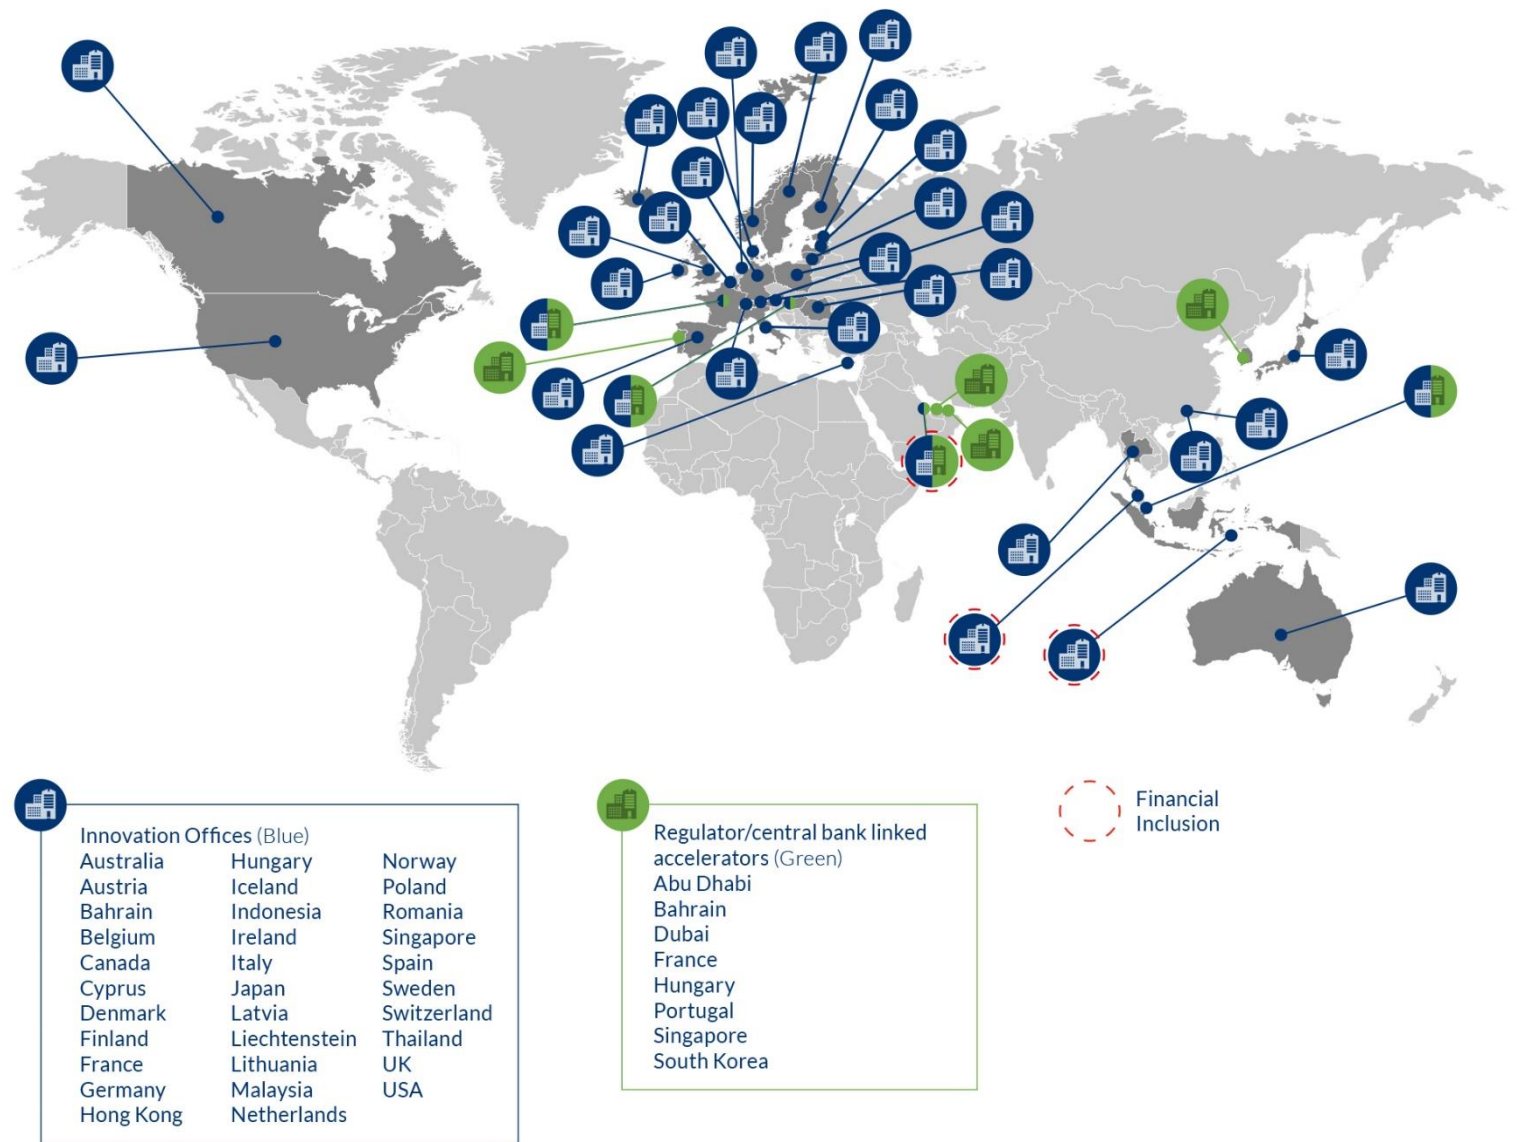 Innovation Offices (Blue)
Australia
Austria
Bahrain
Belgium
Canada
Cyprus
Denmark
Finland
France
Germany
Hong Kong
Hungary
Iceland
Indonesia
Ireland
Italy
Japan
Latvia
Liechtenstein
Lithuania
Malaysia
Netherlands
Norway
Poland
Romania
Singapore
Spain
Sweden
Switzerland
Thailand
UK
USA
Regulator/central bank linked
accelerators (Green)
Abu Dhabi
Bahrain
Dubai
France
Hungary
Portugal
Singapore
South Korea
Financial
Inclusion